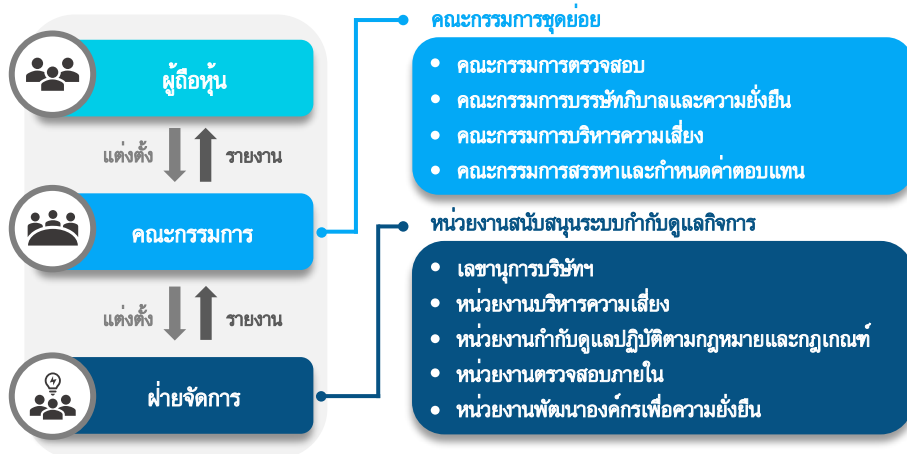 ผู้ถือหุ้น
แต่งตั้ง
รายงาน
คณะกรรมการ
แต่งตั้ง
รายงาน
ฝ่ายจัดการ
คณะกรรมการชุดย่อย
• คณะกรรมการตรวจสอบ
• คณะกรรมการบรรษัทภิบาลและความยั่งยืน
• คณะกรรมการบริหารความเสี่ยง
• คณะกรรมการสรรหาและกำหนดค่าตอบแทน
หน่วยงานสนับสนุนระบบกำกับดูแลกิจการ
• เลขานุการบริษัทฯ
• หน่วยงานบริหารความเสี่ยง
• หน่วยงานกำกับดูแลปฏิบัติตามกฎหมายและกฎเกณฑ์
• หน่วยงานตรวจสอบภายใน
• หน่วยงานพัฒนาองค์กรเพื่อความยั่งยืน